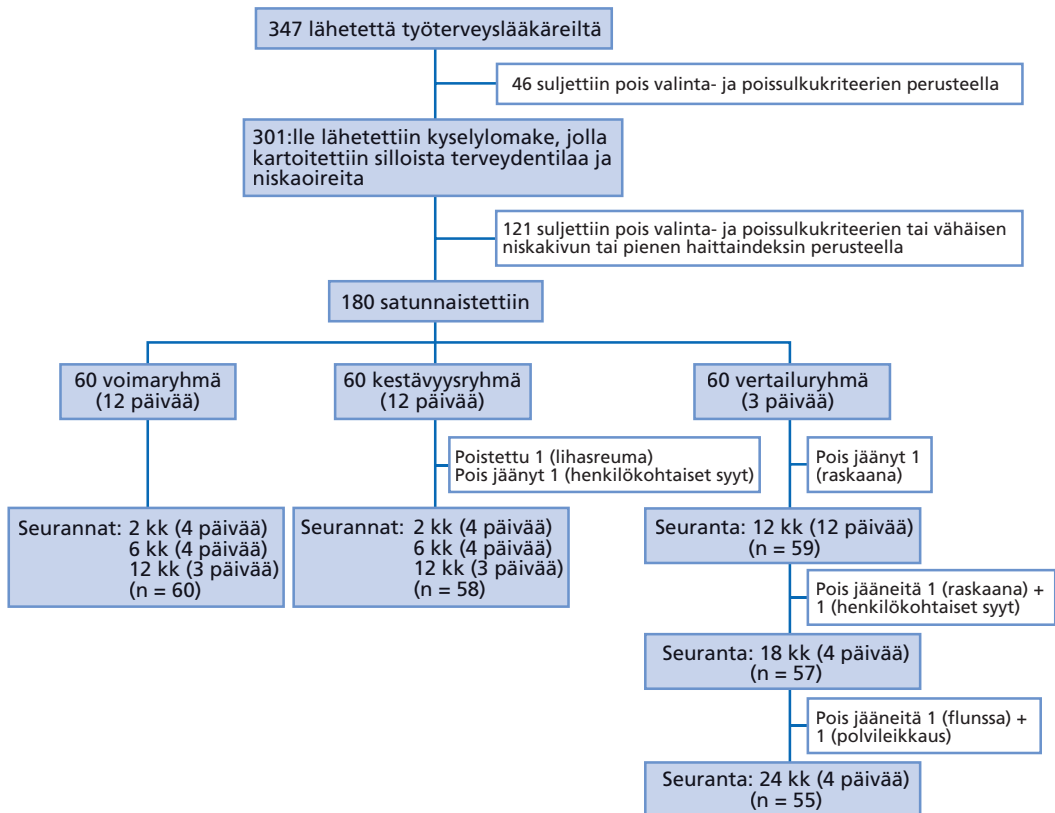 347 lähetettä työterveyslääkäreiltä
46 suljettiin pois valinta- ja poissulkukriteerien perusteella
301:lle lähetettiin kyselylomake, jolla
kartoitettiin silloista terveydentilaa ja
niskaoireita
121 suljettiin pois valinta- ja poissulkukriteerien tai vähäisen
niskakivun tai pienen haittaindeksin perusteella
180 satunnaistettiin
60 voimaryhmä
(12 päivää)
60 kestävyysryhmä
(12 päivää)
60 vertailuryhmä
(3 päivää)
Poistettu 1 (lihasreuma)
Pois jäänyt 1 (henkilökohtaiset syyt)
Pois jäänyt 1
(raskaana)
Seurannat: 2 kk (4 päivää)
6 kk (4 päivää)
12 kk (3 päivää)
(n = 60)
Seurannat: 2 kk (4 päivää)
6 kk (4 päivää)
12 kk (3 päivää)
(n = 58)
Seuranta: 12 kk (12 päivää)
(n = 59)
Pois jääneitä 1 (raskaana) +
1 (henkilökohtaiset syyt)
Seuranta: 18 kk (4 päivää)
(n = 57)
Pois jääneitä 1 (flunssa) +
1 (polvileikkaus)
Seuranta: 24 kk (4 päivää)
(n = 55)